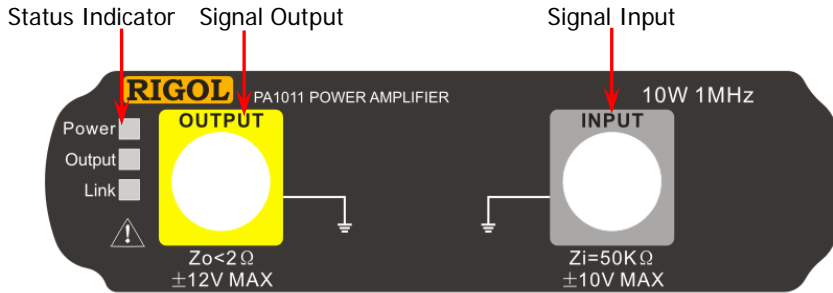 Status Indicator Signal Output Signal Input
RIGOL PA1011 POWER AMPLIFIER 10W 1MHz
Power OUTPUT INPUT
Output
Link
Zo<2Ω Zi=50KΩ
±12V MAX ±10V MAX